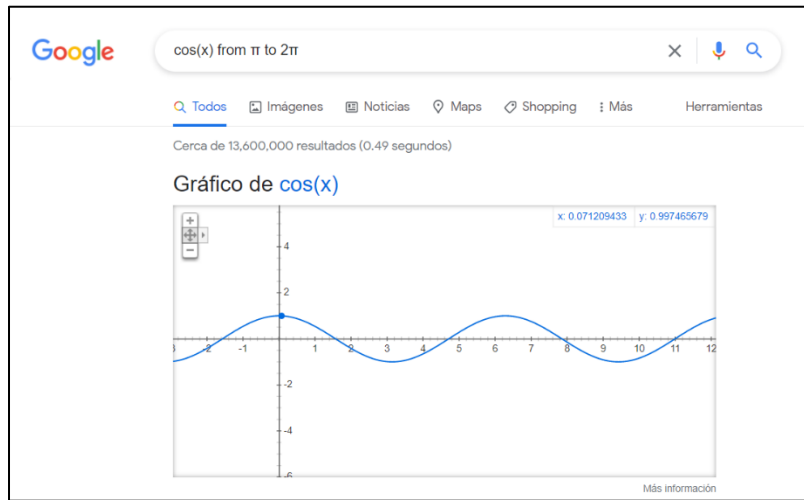 Google
cos(x) from π to 2π
Todos Imágenes Noticias Maps Shopping Más Herramientas
Cerca de 13,600,000 resultados (0.49 segundos)
Gráfico de cos(x)
x: 0.071209433 y: 0.997465679
4
2
-2 -1 1 2 3 4 5 6 7 8 9 10 11 12
-2
-4
-6
Más información